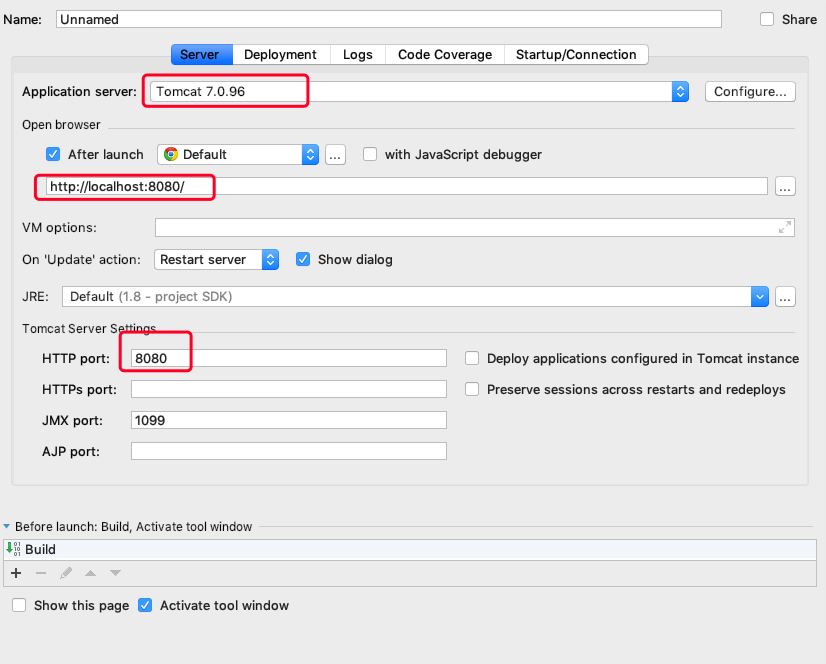 Name: Unnamed Share
Server Deployment Logs Code Coverage Startup/Connection
Application server: Tomcat 7.0.96 Configure...
Open browser
After launch Default ... with JavaScript debugger
http://localhost:8080/ ...
VM options:
On 'Update' action: Restart server Show dialog
JRE: Default (1.8 - project SDK) ...
Tomcat Server Settings
HTTP port: 8080 Deploy applications configured in Tomcat instance
HTTPs port: Preserve sessions across restarts and redeploys
JMX port: 1099
AJP port:
Before launch: Build, Activate tool window
Build
Show this page Activate tool window